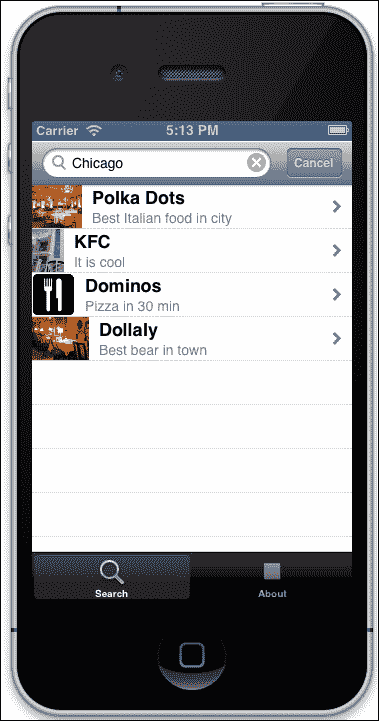 Carrier 5:13 PM
Chicago Cancel
Polka Dots
Best Italian food in city
KFC
It is cool
Dominos
Pizza in 30 min
Dollaly
Best bear in town
Search About